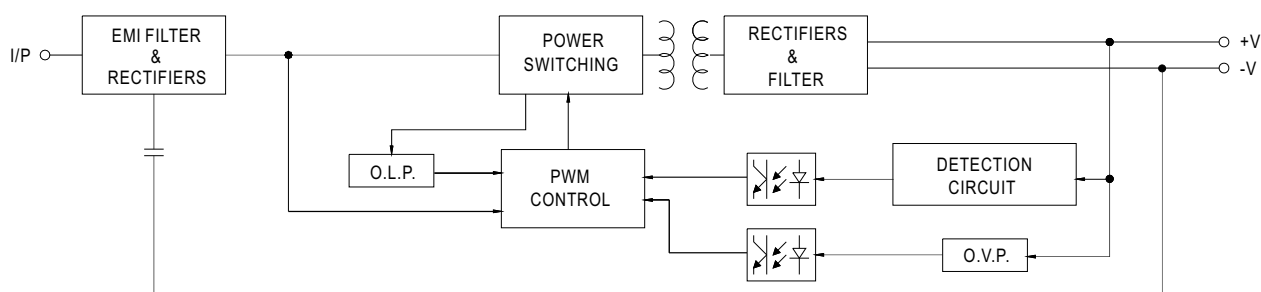 I/P
EMI FILTER
&
RECTIFIERS
POWER
SWITCHING
RECTIFIERS
&
FILTER
+V
-V
O.L.P.
PWM
CONTROL
DETECTION
CIRCUIT
O.V.P.